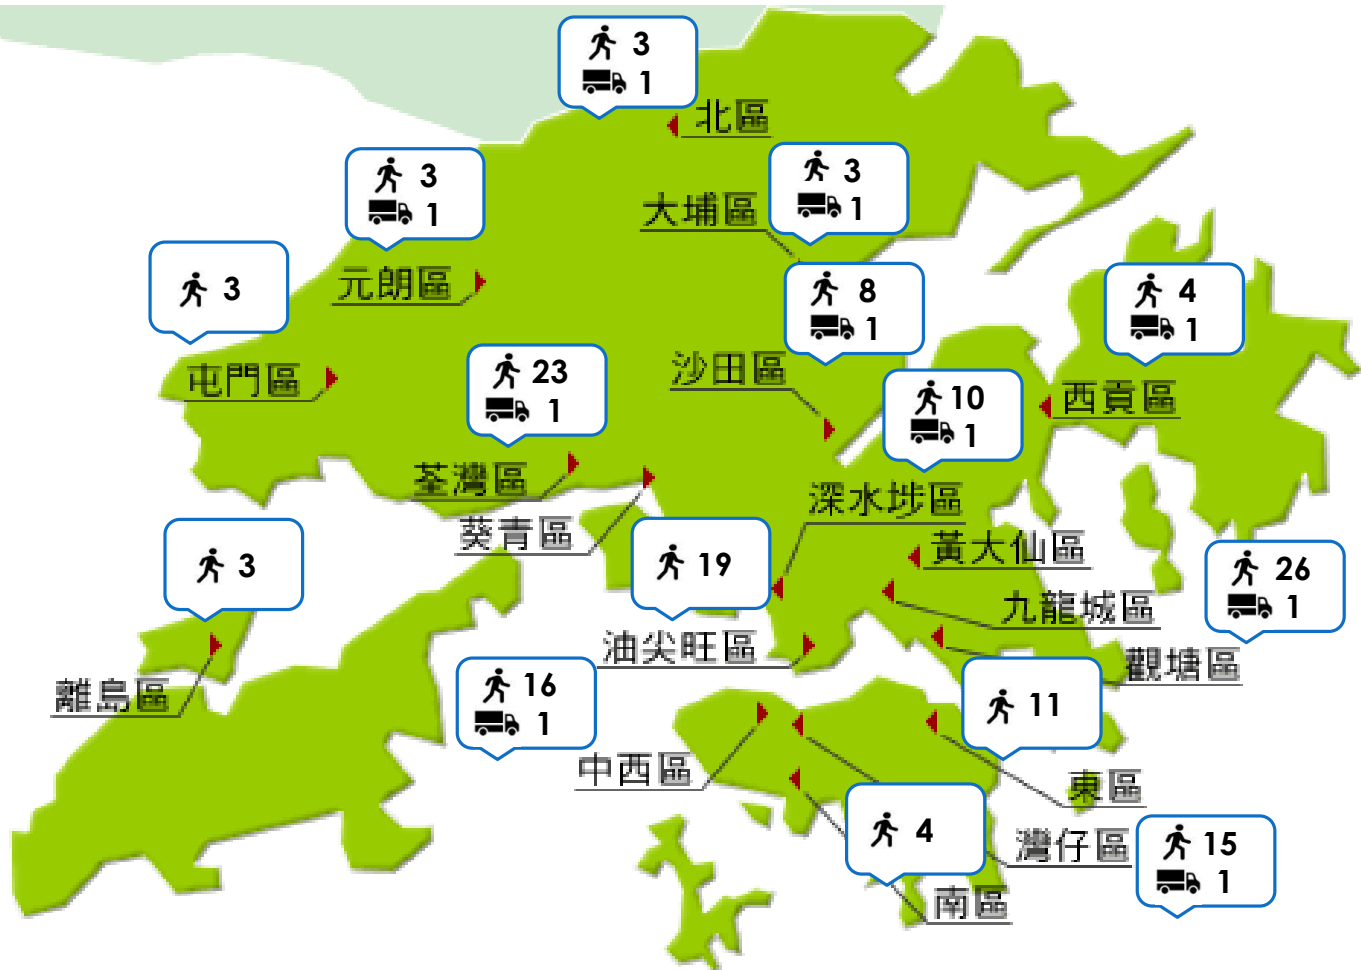 3
1
北區
3
1
3
1
大埔區
3
元朗區
8
1
4
1
屯門區
23
1
沙田區
10
1
西貢區
荃灣區
葵青區
深水埗區
黃大仙區
3
19
26
1
九龍城區
油尖旺區
觀塘區
離島區
16
1
11
中西區
東區
4
灣仔區
15
1
南區